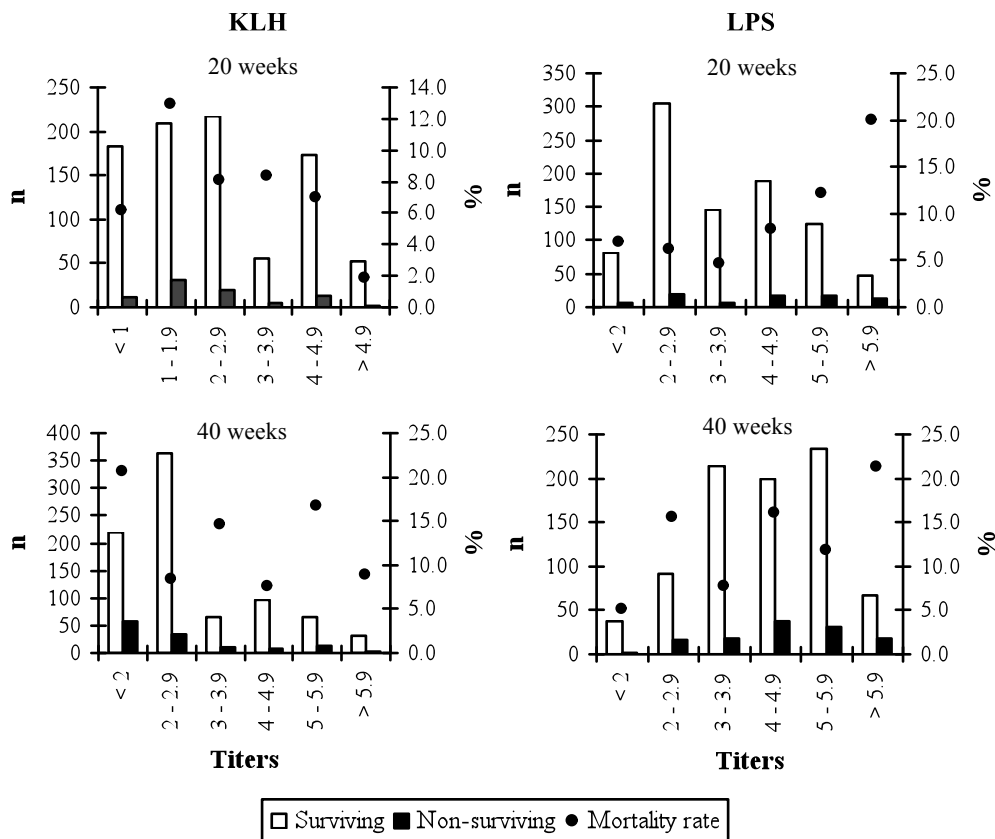 KLH
LPS
20 weeks
250
200
150
100
50
0
n
14.0
12.0
10.0
8.0
6.0
4.0
2.0
0.0
%
< 1
1 - 1.9
2 - 2.9
3 - 3.9
4 - 4.9
> 4.9
20 weeks
350
300
250
200
150
100
50
0
n
25.0
20.0
15.0
10.0
5.0
0.0
%
< 2
2 - 2.9
3 - 3.9
4 - 4.9
5 - 5.9
> 5.9
40 weeks
400
350
300
250
200
150
100
50
0
n
25.0
20.0
15.0
10.0
5.0
0.0
%
< 2
2 - 2.9
3 - 3.9
4 - 4.9
5 - 5.9
> 5.9
Titers
40 weeks
250
200
150
100
50
0
n
25.0
20.0
15.0
10.0
5.0
0.0
%
< 2
2 - 2.9
3 - 3.9
4 - 4.9
5 - 5.9
> 5.9
Titers
Surviving Non-surviving Mortality rate